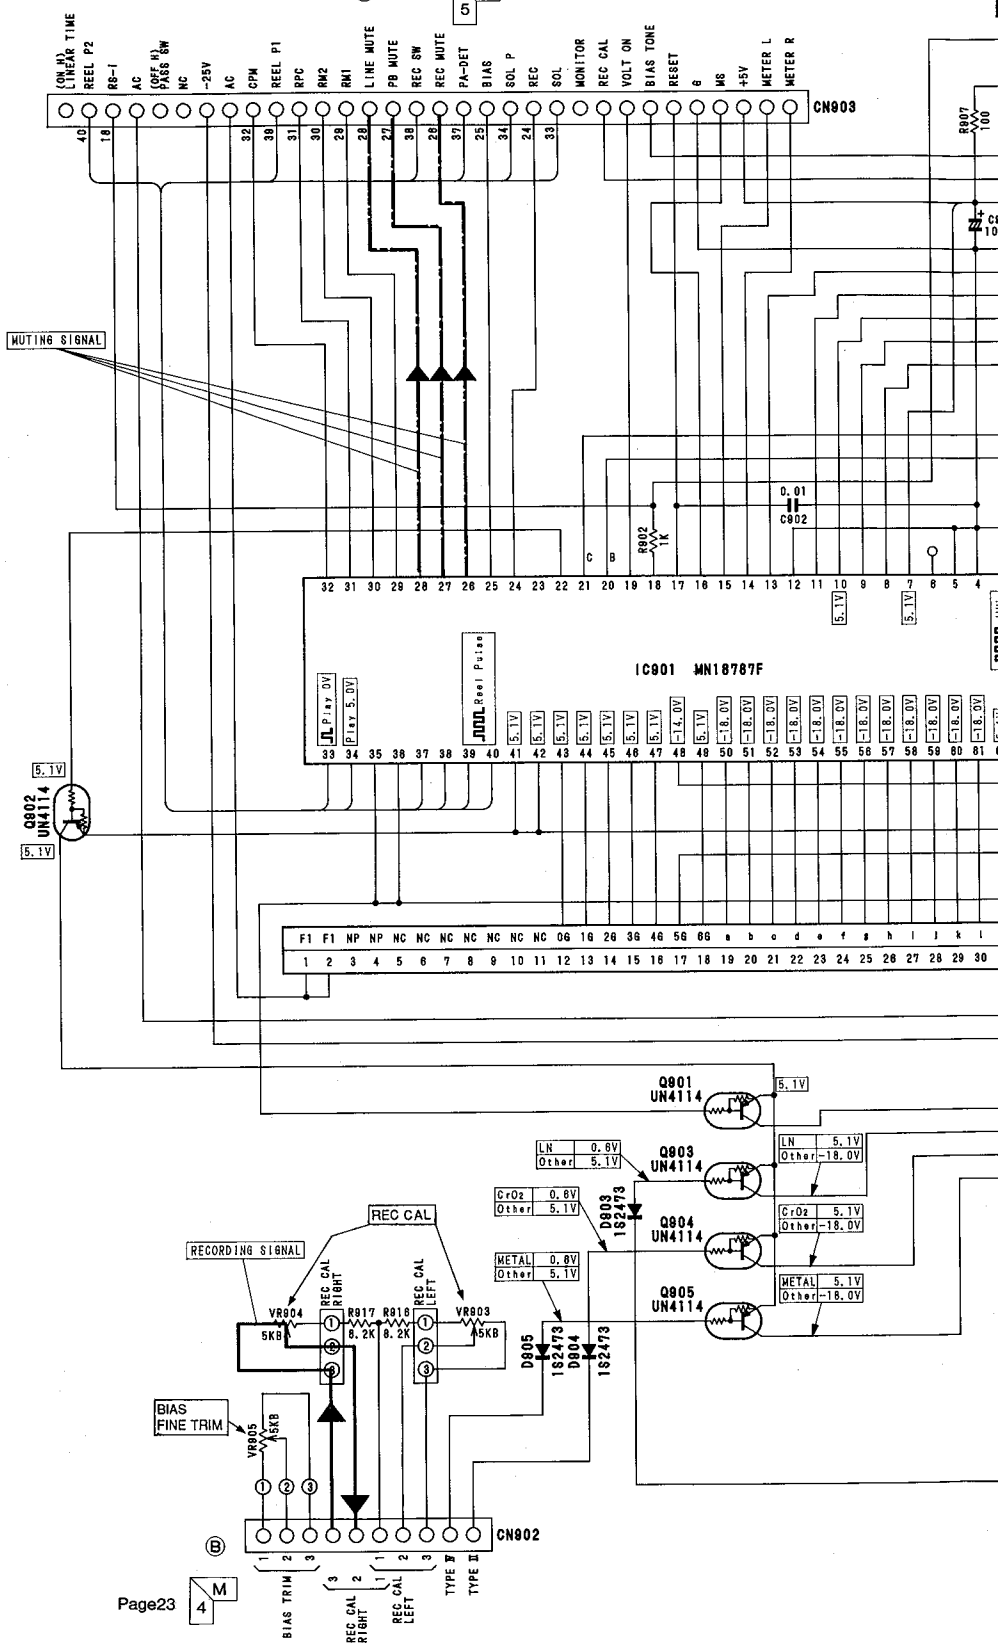 5
(ON H)
LINEAR TIME
REEL P2
RS-I
AC
(OFF H)
PASS SW
NC
-25V
AC
CPM
REEL P1
RPC
RM2
RM1
LINE MUTE
PB MUTE
REC SW
REC MUTE
PA-DET
BIAS
SOL P
REC
SOL
MONITOR
REC CAL
VOLT ON
BIAS TONE
RESET
G
MS
+5V
METER L
METER R
CN903
40 18 32 39 31 30 29 28 27 38 26 37 25 34 24 33
R907
100
MUTING SIGNAL
0.01
C902
R902
1K
C B
32 31 30 29 28 27 26 25 24 23 22 21 20 19 18 17 16 15 14 13 12 11 10 9 8 7 6 5 4
5.1V
5.1V
IC901 MN18787F
Play 0V
Play 5.0V
Reel Pulse
5.1V 5.1V 5.1V 5.1V 5.1V 5.1V 5.1V -14.0V 5.1V -18.0V -18.0V -18.0V -18.0V -18.0V -18.0V -18.0V -18.0V -18.0V -18.0V -18.0V
33 34 35 36 37 38 39 40 41 42 43 44 45 46 47 48 49 50 51 52 53 54 55 56 57 58 59 60 61
5.1V
Q902
UN4114
5.1V
F1 F1 NP NP NC NC NC NC NC NC NC 0G 1G 2G 3G 4G 5G 6G a b c d e f g h i j k l
1 2 3 4 5 6 7 8 9 10 11 12 13 14 15 16 17 18 19 20 21 22 23 24 25 26 27 28 29 30
Q901
UN4114
5.1V
LN 0.6V
Other 5.1V
Q903
UN4114
LN 5.1V
Other -18.0V
CrO2 0.6V
Other 5.1V
D903
1S2473
Q904
UN4114
CrO2 5.1V
Other -18.0V
METAL 0.6V
Other 5.1V
Q905
UN4114
METAL 5.1V
Other -18.0V
D905
1S2473
D904
1S2473
REC CAL
RECORDING SIGNAL
REC CAL
RIGHT
REC CAL
LEFT
VR904
5KB
R917
8.2K
R916
8.2K
VR903
5KB
1 2 3
1 2 3
BIAS
FINE TRIM
VR905
5KB
1 2 3
CN902
B
1 2 3 3 2 1 1 2 3
BIAS TRIM
REC CAL
RIGHT
REC CAL
LEFT
TYPE IV
TYPE II
Page23
M
4